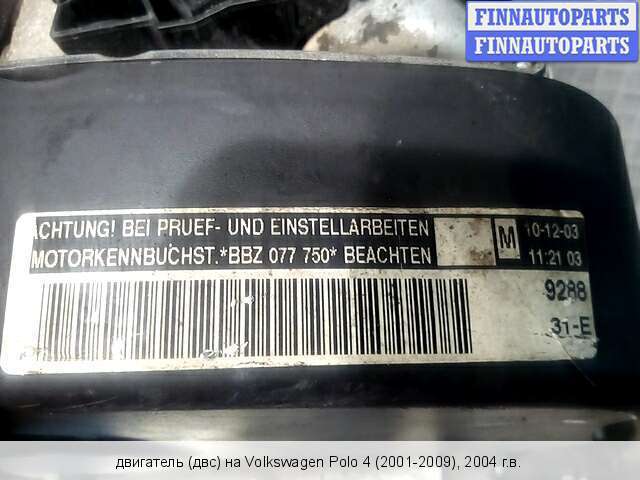 FINNAUTOPARTS
FINNAUTOPARTS
ACHTUNG! BEI PRUEF- UND EINSTELLARBEITEN
MOTORKENNBUCHST.*BBZ 077 750* BEACHTEN
M
10-12-03
11:21 03
9288
31-E
двигатель (двс) на Volkswagen Polo 4 (2001-2009), 2004 г.в.